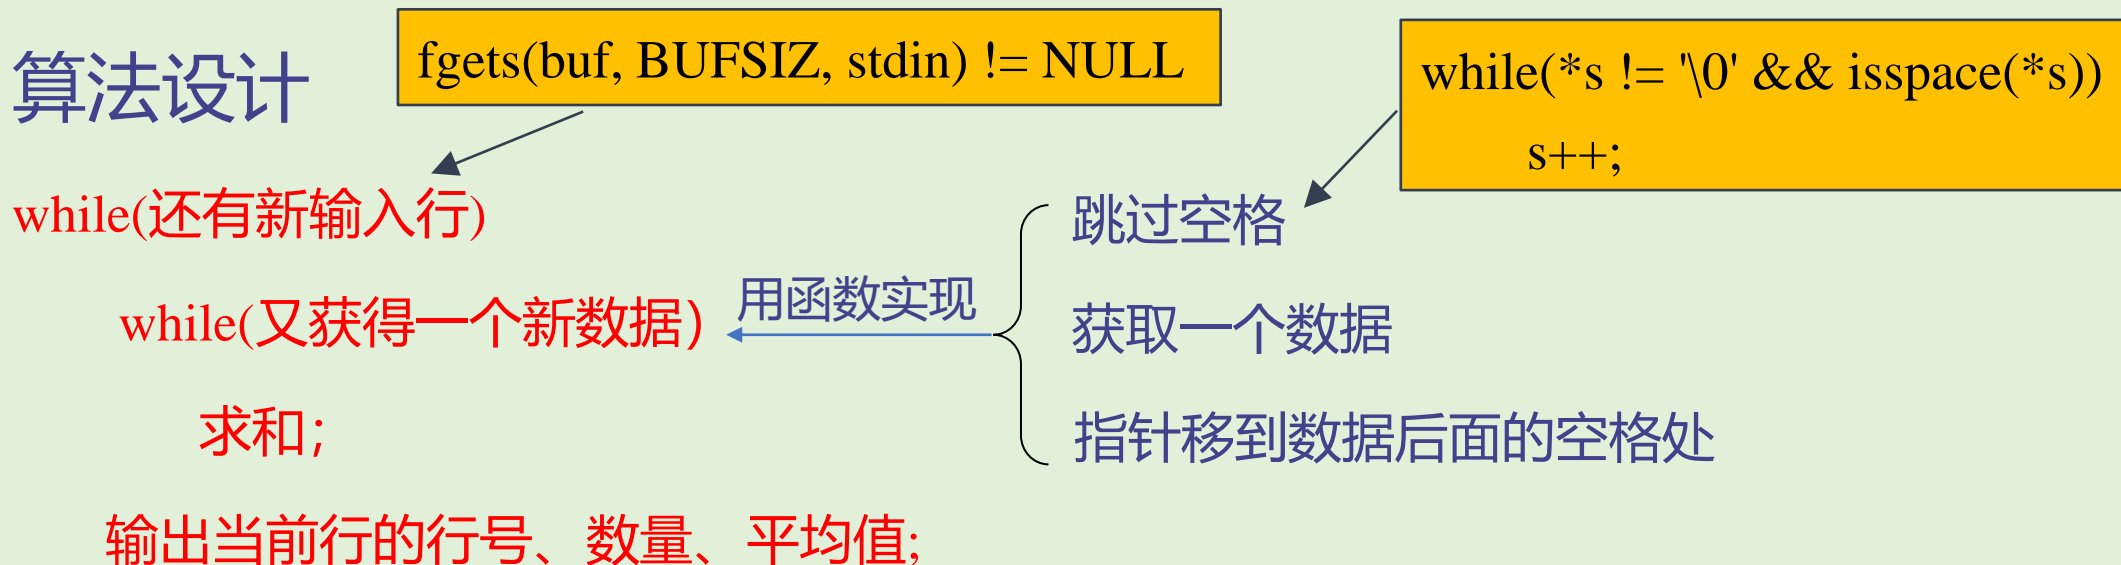 算法设计
fgets(buf, BUFSIZ, stdin) != NULL
while(*s != '\0' && isspace(*s))
s++;
while(还有新输入行)
while(又获得一个新数据）
求和；
输出当前行的行号、数量、平均值;
用函数实现
跳过空格
获取一个数据
指针移到数据后面的空格处